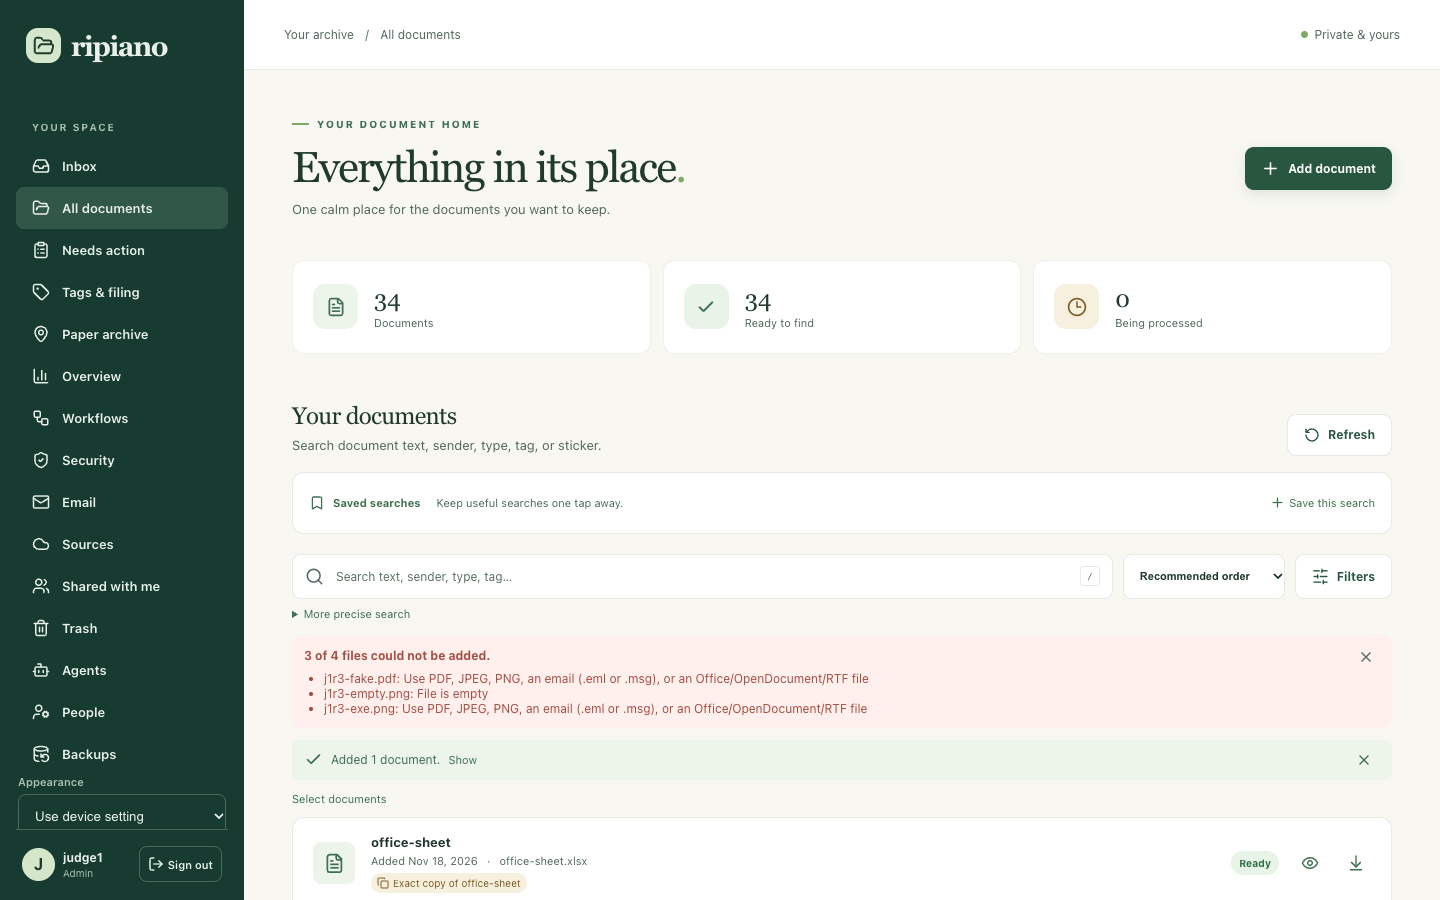 ripiano
YOUR SPACE
Inbox
All documents
Needs action
Tags & filing
Paper archive
Overview
Workflows
Security
Email
Sources
Shared with me
Trash
Agents
People
Backups
Appearance
Use device setting
J
judge1
Admin
Sign out
Your archive / All documents
Private & yours
YOUR DOCUMENT HOME
Everything in its place.
One calm place for the documents you want to keep.
Add document
34
Documents
34
Ready to find
0
Being processed
Your documents
Search document text, sender, type, tag, or sticker.
Refresh
Saved searches Keep useful searches one tap away.
Save this search
Search text, sender, type, tag...
/
Recommended order
Filters
More precise search
3 of 4 files could not be added.
j1r3-fake.pdf: Use PDF, JPEG, PNG, an email (.eml or .msg), or an Office/OpenDocument/RTF file
j1r3-empty.png: File is empty
j1r3-exe.png: Use PDF, JPEG, PNG, an email (.eml or .msg), or an Office/OpenDocument/RTF file
Added 1 document. Show
Select documents
office-sheet
Added Nov 18, 2026 · office-sheet.xlsx
Exact copy of office-sheet
Ready